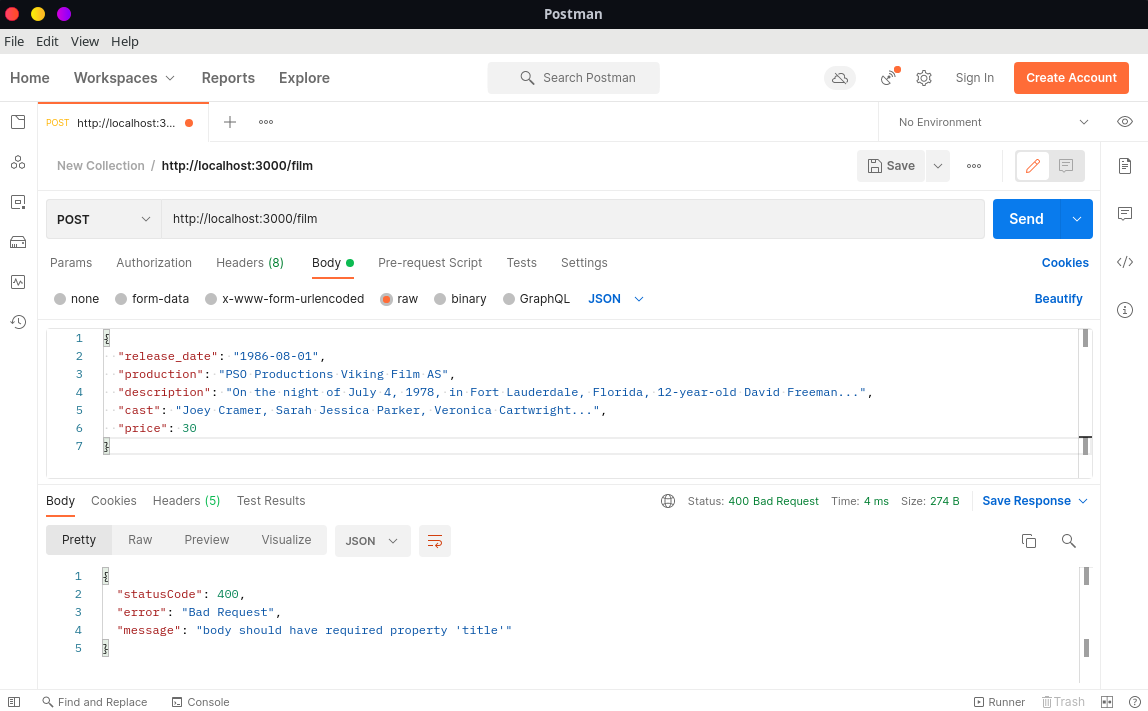 Postman
File Edit View Help
Home Workspaces Reports Explore Search Postman Sign In Create Account
POST http://localhost:3... No Environment
New Collection / http://localhost:3000/film Save
POST http://localhost:3000/film Send
Params Authorization Headers (8) Body Pre-request Script Tests Settings Cookies
none form-data x-www-form-urlencoded raw binary GraphQL JSON Beautify
1 {
2 "release_date": "1986-08-01",
3 "production": "PSO Productions Viking Film AS",
4 "description": "On the night of July 4, 1978, in Fort Lauderdale, Florida, 12-year-old David Freeman...",
5 "cast": "Joey Cramer, Sarah Jessica Parker, Veronica Cartwright...",
6 "price": 30
7 }
Body Cookies Headers (5) Test Results Status: 400 Bad Request Time: 4 ms Size: 274 B Save Response
Pretty Raw Preview Visualize JSON
1 {
2 "statusCode": 400,
3 "error": "Bad Request",
4 "message": "body should have required property 'title'"
5 }
Find and Replace Console Runner Trash